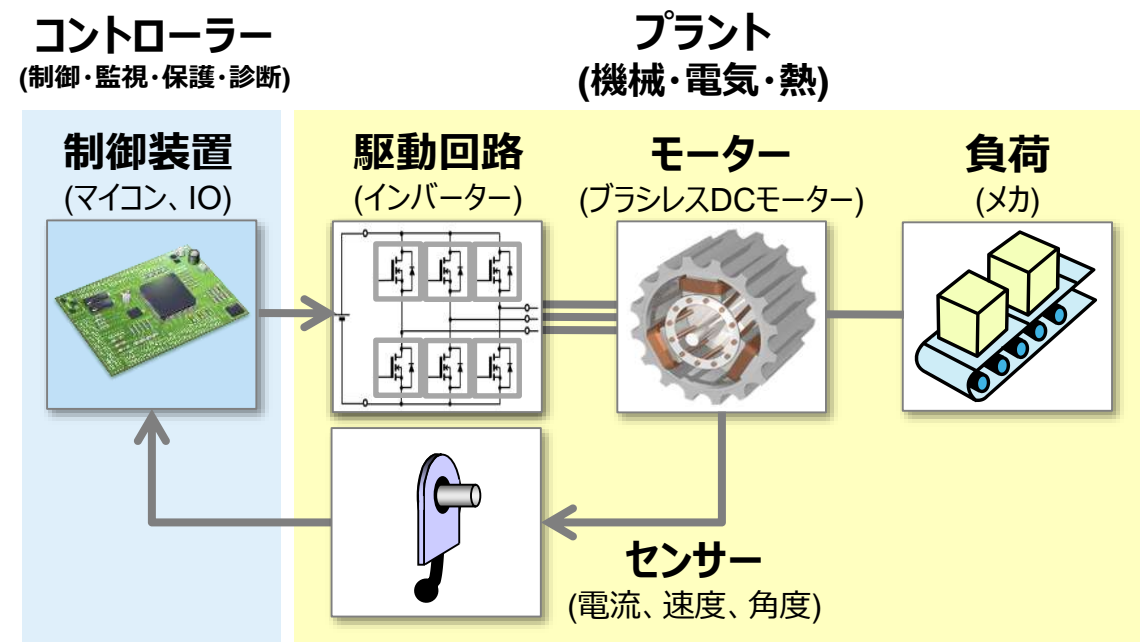 コントローラー
(制御・監視・保護・診断)
プラント
(機械・電気・熱)
制御装置
(マイコン、IO)
駆動回路
(インバーター)
モーター
(ブラシレスDCモーター)
負荷
(メカ)
センサー
(電流、速度、角度)